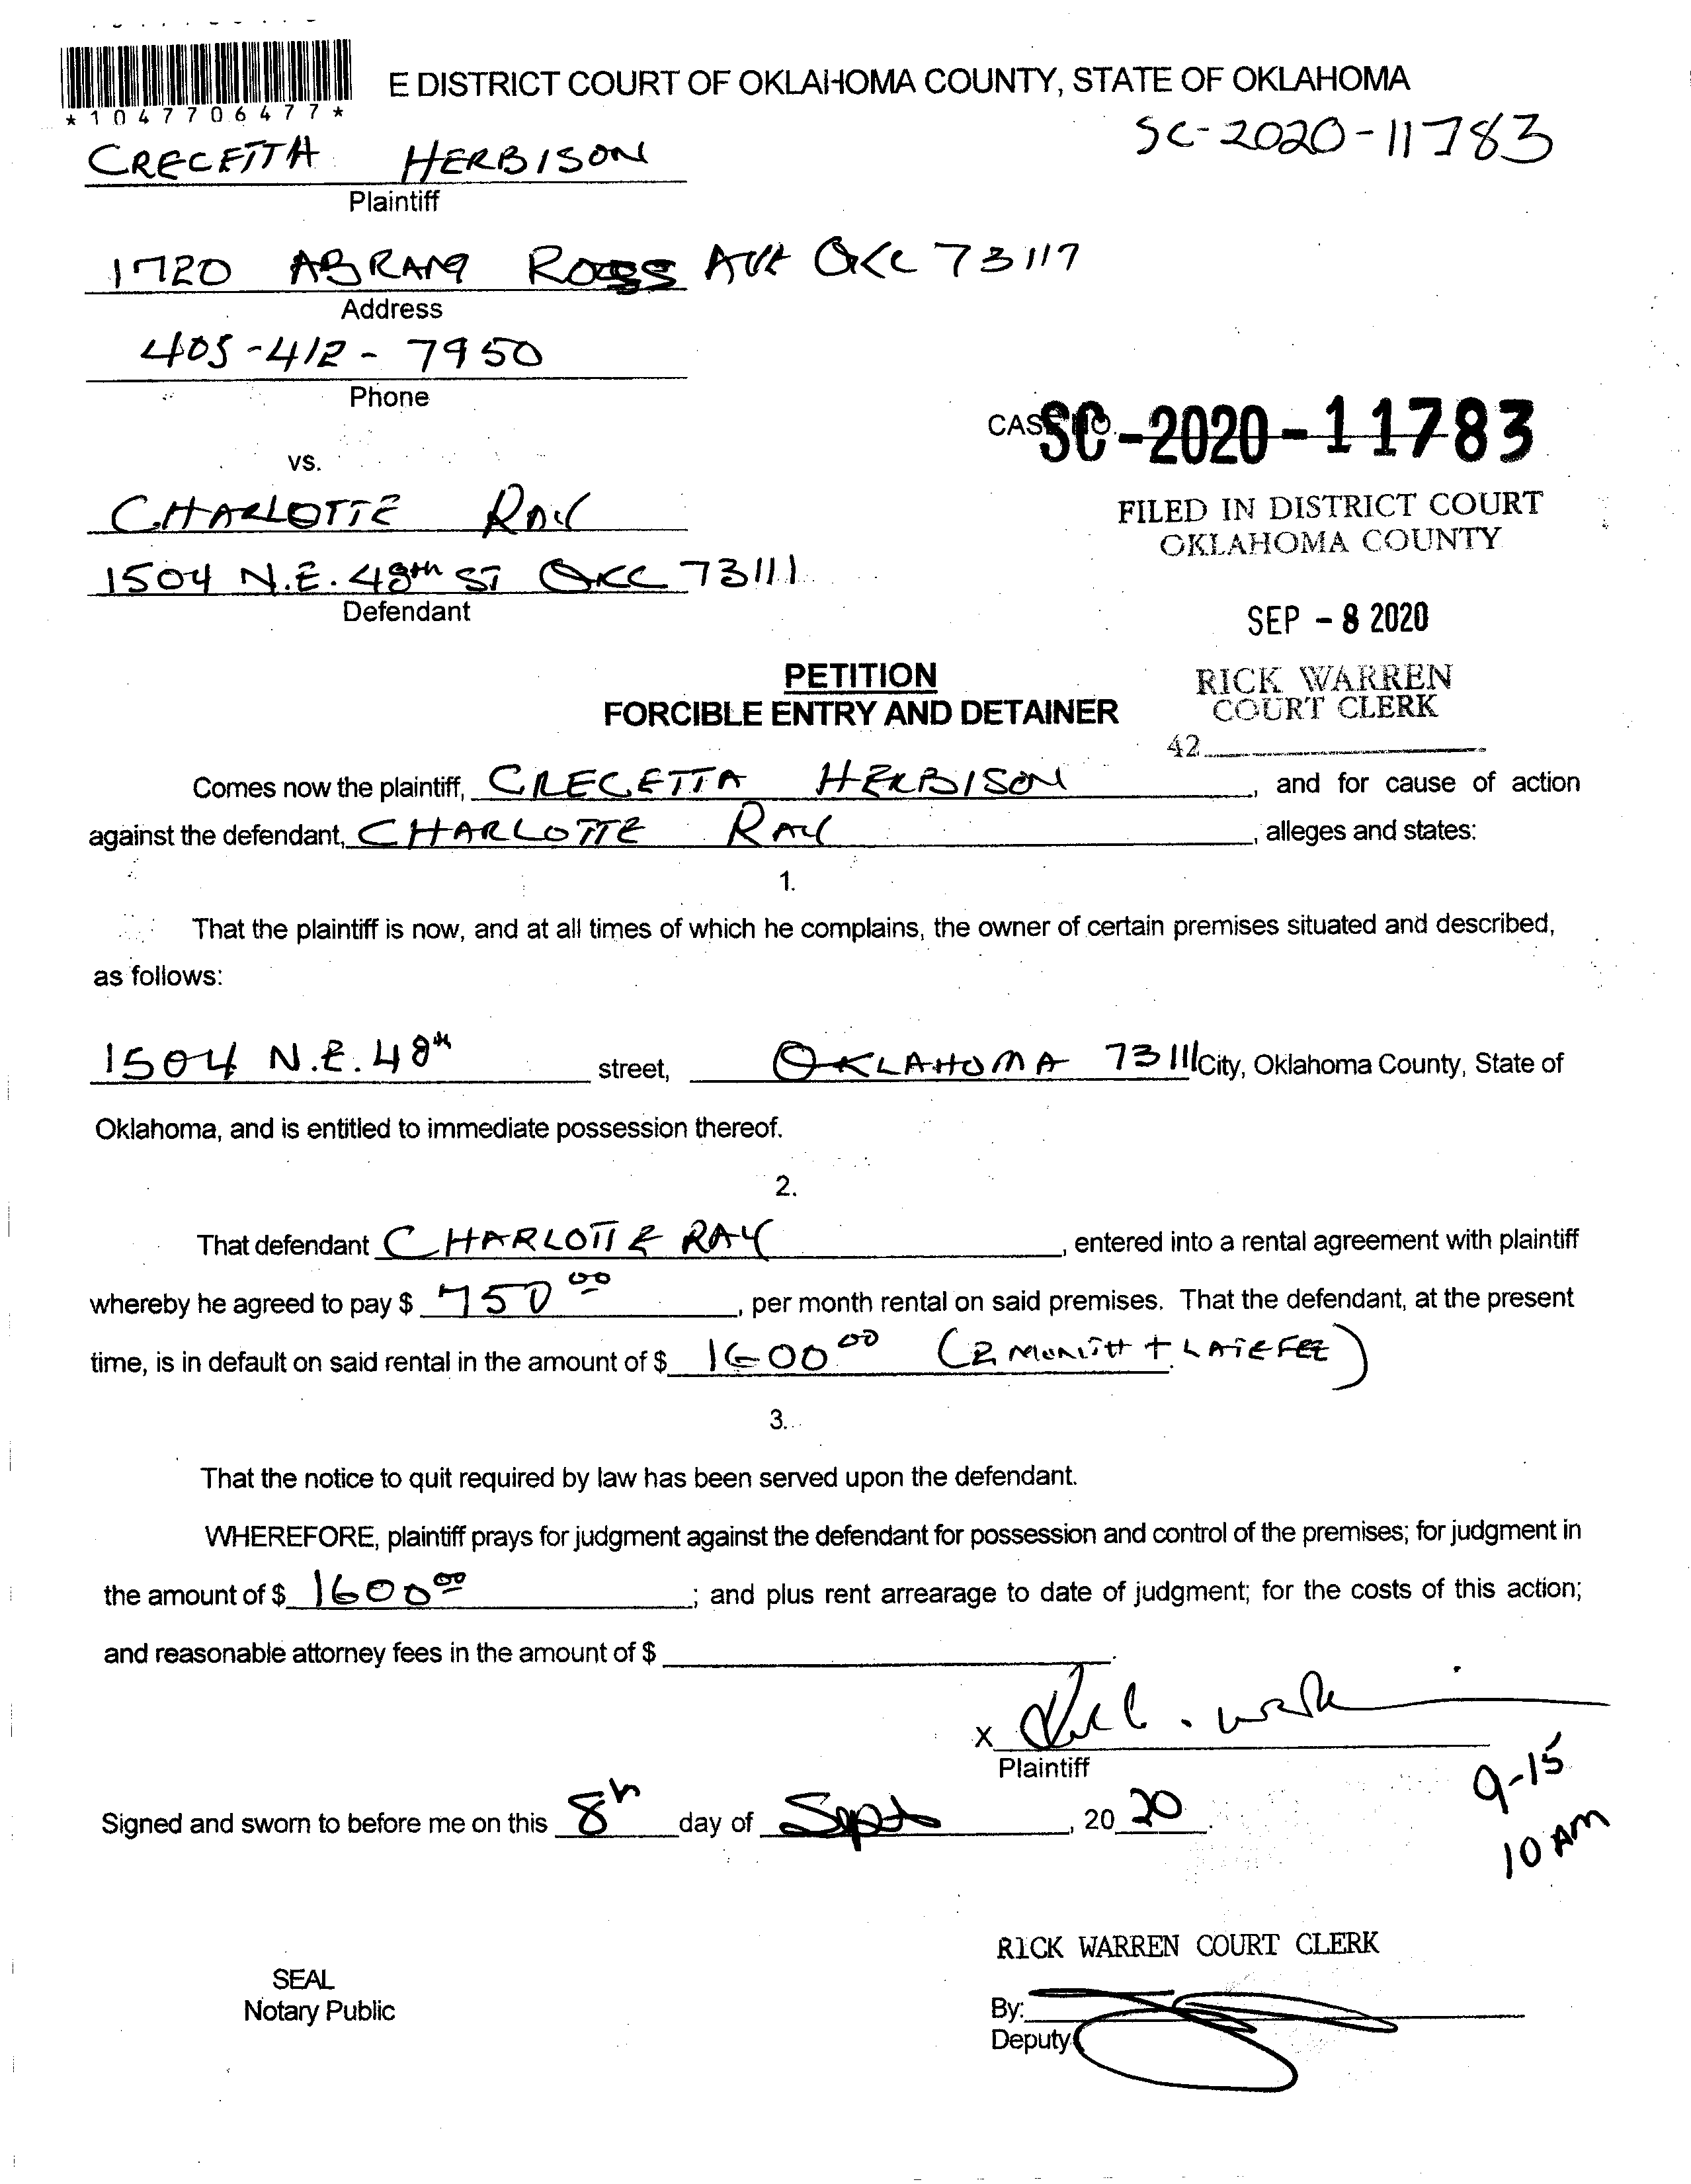 *1047706477*
E DISTRICT COURT OF OKLAHOMA COUNTY, STATE OF OKLAHOMA
SC-2020-11783
CRECETTA HERBISON
Plaintiff
1720 ABRAM ROSS AVE OKC 73117
Address
405-412-7950
Phone
CASE NO. SC-2020-11783
vs.
CHARLOTTE RAY
FILED IN DISTRICT COURT
OKLAHOMA COUNTY
1504 N.E. 48th ST OKC 73111
Defendant
SEP - 8 2020
PETITION
FORCIBLE ENTRY AND DETAINER
RICK WARREN
COURT CLERK
42
Comes now the plaintiff, CRECETTA HERBISON, and for cause of action
against the defendant, CHARLOTTE RAY, alleges and states:
1.
That the plaintiff is now, and at all times of which he complains, the owner of certain premises situated and described,
as follows:
1504 N.E. 48th street, OKLAHOMA 73111 City, Oklahoma County, State of
Oklahoma, and is entitled to immediate possession thereof.
2.
That defendant CHARLOTTE RAY, entered into a rental agreement with plaintiff
whereby he agreed to pay $ 750 00, per month rental on said premises. That the defendant, at the present
time, is in default on said rental in the amount of $ 1600 00 (2 MONTH + LATE FEE).
3.
That the notice to quit required by law has been served upon the defendant.
WHEREFORE, plaintiff prays for judgment against the defendant for possession and control of the premises; for judgment in
the amount of $ 1600 00; and plus rent arrearage to date of judgment; for the costs of this action;
and reasonable attorney fees in the amount of $ .
X
Plaintiff
9-15
10 AM
Signed and sworn to before me on this 8th day of Sept, 20 20.
RICK WARREN COURT CLERK
SEAL
Notary Public
By:
Deputy